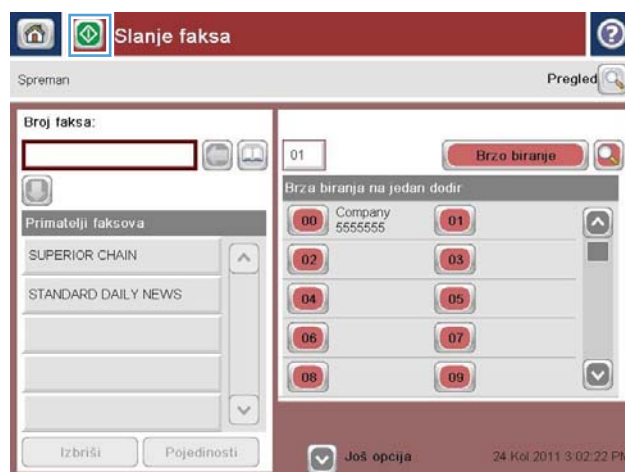 Slanje faksa
Spreman
Pregled
Broj faksa:
01
Brzo biranje
Brza biranja na jedan dodir
Primatelji faksova
SUPERIOR CHAIN
STANDARD DAILY NEWS
00 Company 5555555 01
02 03
04 05
06 07
08 09
Izbriši Pojedinosti
Još opcija
24 Kol 2011 3:02:22 PM